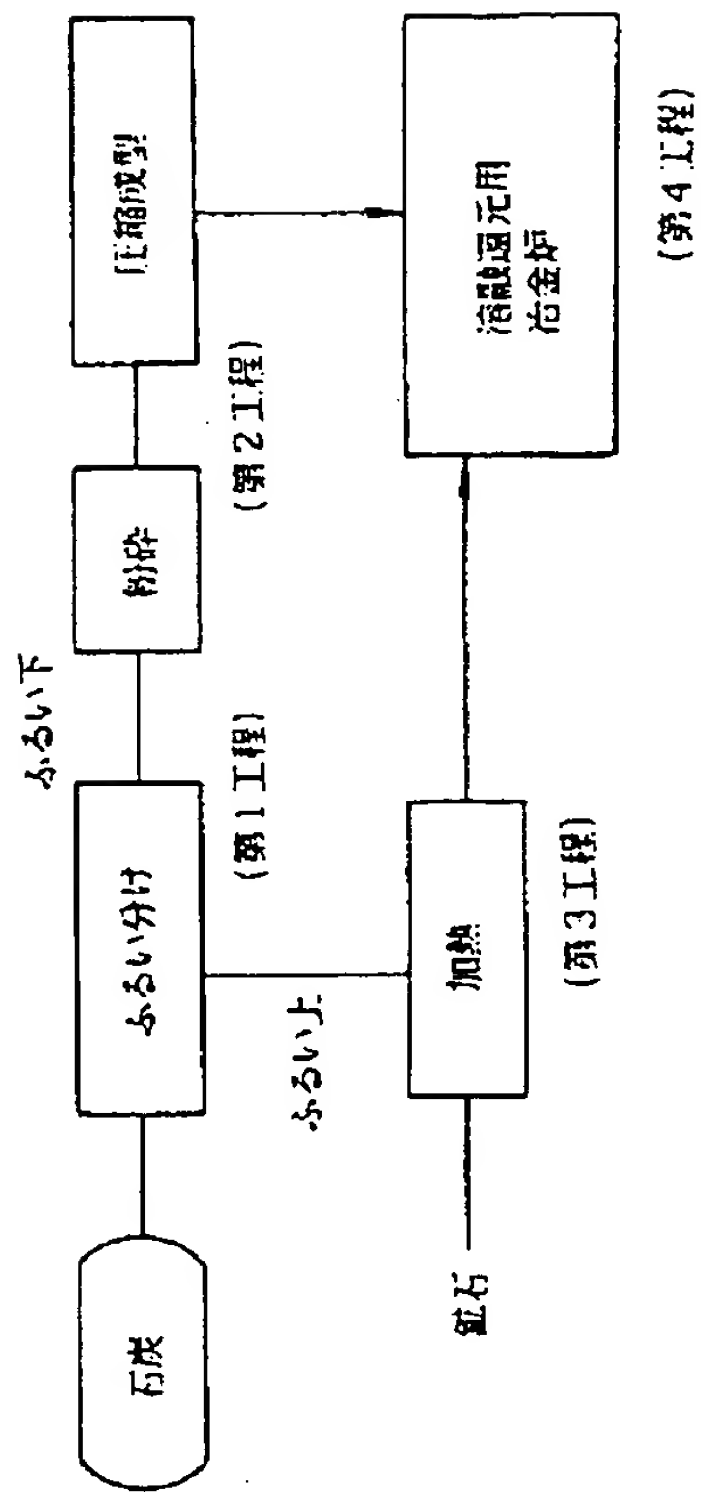 石炭
ふるい分け
(第1工程)
ふるい下
粉砕
(第2工程)
圧縮成型
ふるい上
鉱石
加熱
(第3工程)
溶融還元用
冶金炉
(第4工程)